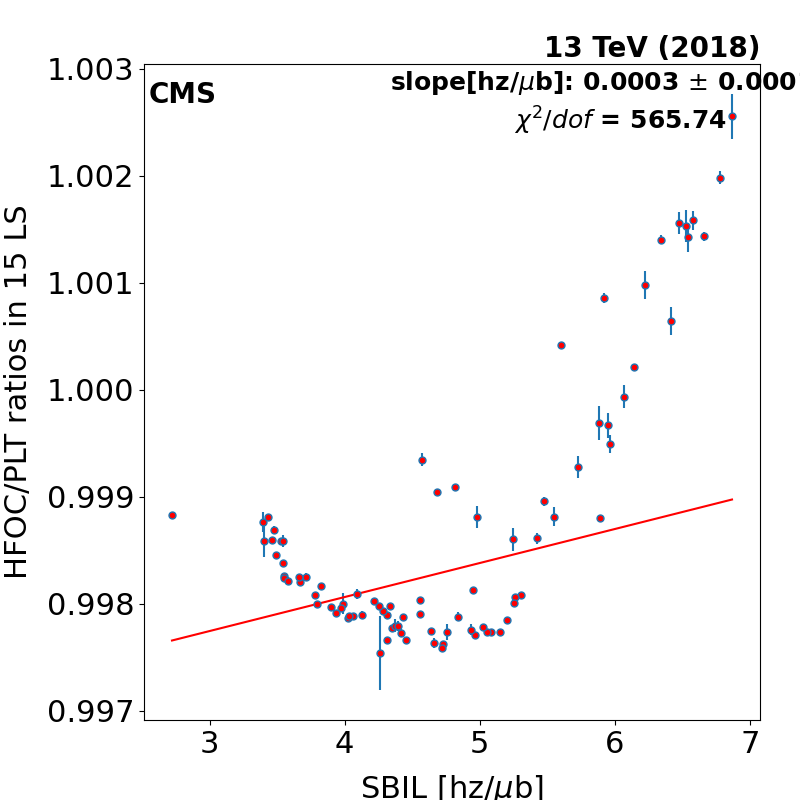 13 TeV (2018)
CMS
slope[hz/μb]: 0.0003 ± 0.000
χ²/dof = 565.74
HFOC/PLT ratios in 15 LS
1.003
1.002
1.001
1.000
0.999
0.998
0.997
3 4 5 6 7
SBIL [hz/μb]